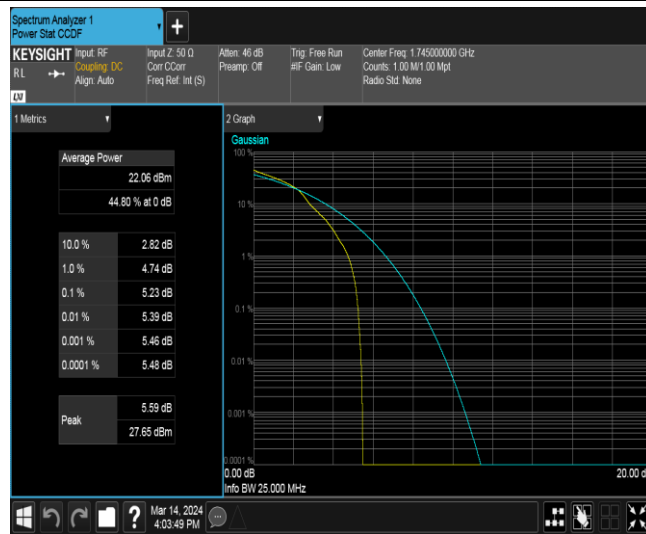 Spectrum Analyzer 1
Power Stat CCDF
+
KEYSIGHT
RL
LXI
Input: RF
Coupling: DC
Align: Auto
Input Z: 50 Ω
Corr CCorr
Freq Ref: Int (S)
Atten: 46 dB
Preamp: Off
Trig: Free Run
#IF Gain: Low
Center Freq: 1.745000000 GHz
Counts: 1.00 M/1.00 Mpt
Radio Std: None
1 Metrics
Average Power
22.06 dBm
44.80 % at 0 dB
10.0 % 2.82 dB
1.0 % 4.74 dB
0.1 % 5.23 dB
0.01 % 5.39 dB
0.001 % 5.46 dB
0.0001 % 5.48 dB
Peak
5.59 dB
27.65 dBm
2 Graph
Gaussian
100 %
10 %
1 %
0.1 %
0.01 %
0.001 %
0.0001 %
0.00 dB
20.00 d
Info BW 25.000 MHz
?
Mar 14, 2024
4:03:49 PM